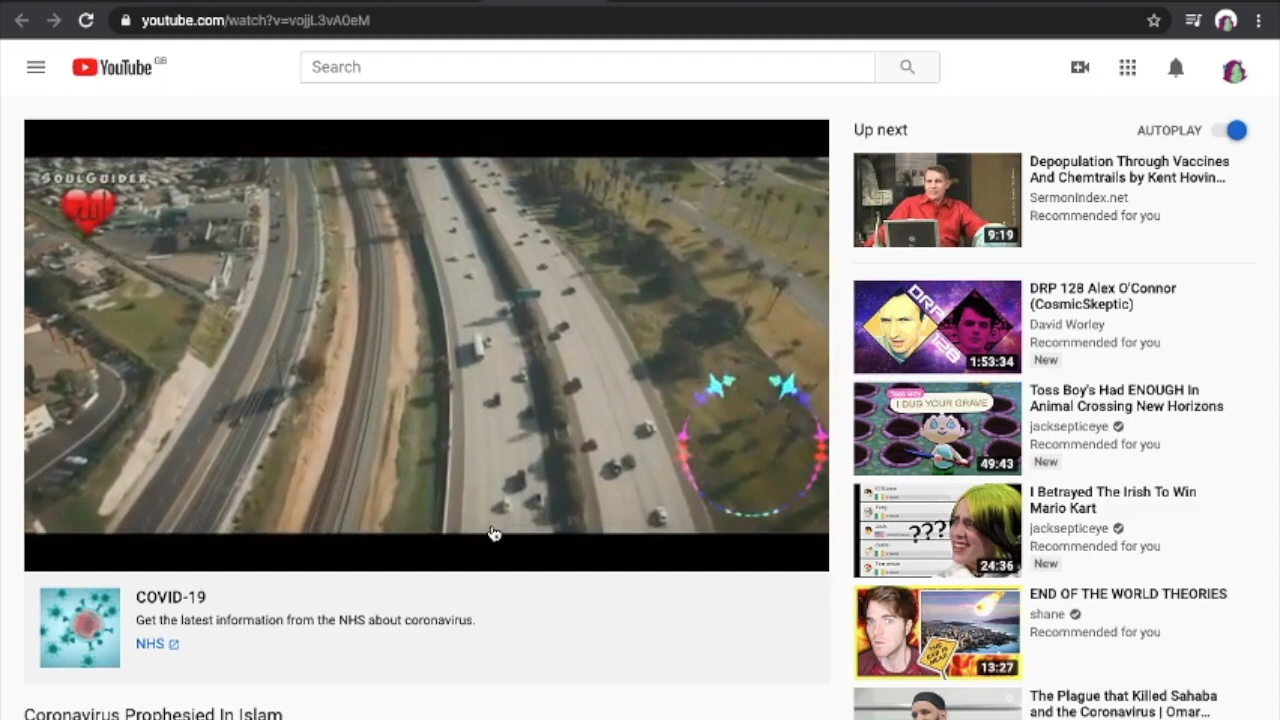 youtube.com/watch?v=vojjL3vA0eM
YouTube GB
Search
SOULGUIDER
Up next
AUTOPLAY
Depopulation Through Vaccines
And Chemtrails by Kent Hovin...
SermonIndex.net
Recommended for you
9:19
DRP 128 Alex O'Connor
(CosmicSkeptic)
David Worley
Recommended for you
New
DRP
128
1:53:34
Toss Boy's Had ENOUGH In
Animal Crossing New Horizons
jacksepticeye
Recommended for you
New
I DUG YOUR GRAVE
49:43
I Betrayed The Irish To Win
Mario Kart
jacksepticeye
Recommended for you
New
???
24:36
END OF THE WORLD THEORIES
shane
Recommended for you
13:27
The Plague that Killed Sahaba
and the Coronavirus | Omar...
COVID-19
Get the latest information from the NHS about coronavirus.
NHS
Coronavirus Prophesied In Islam